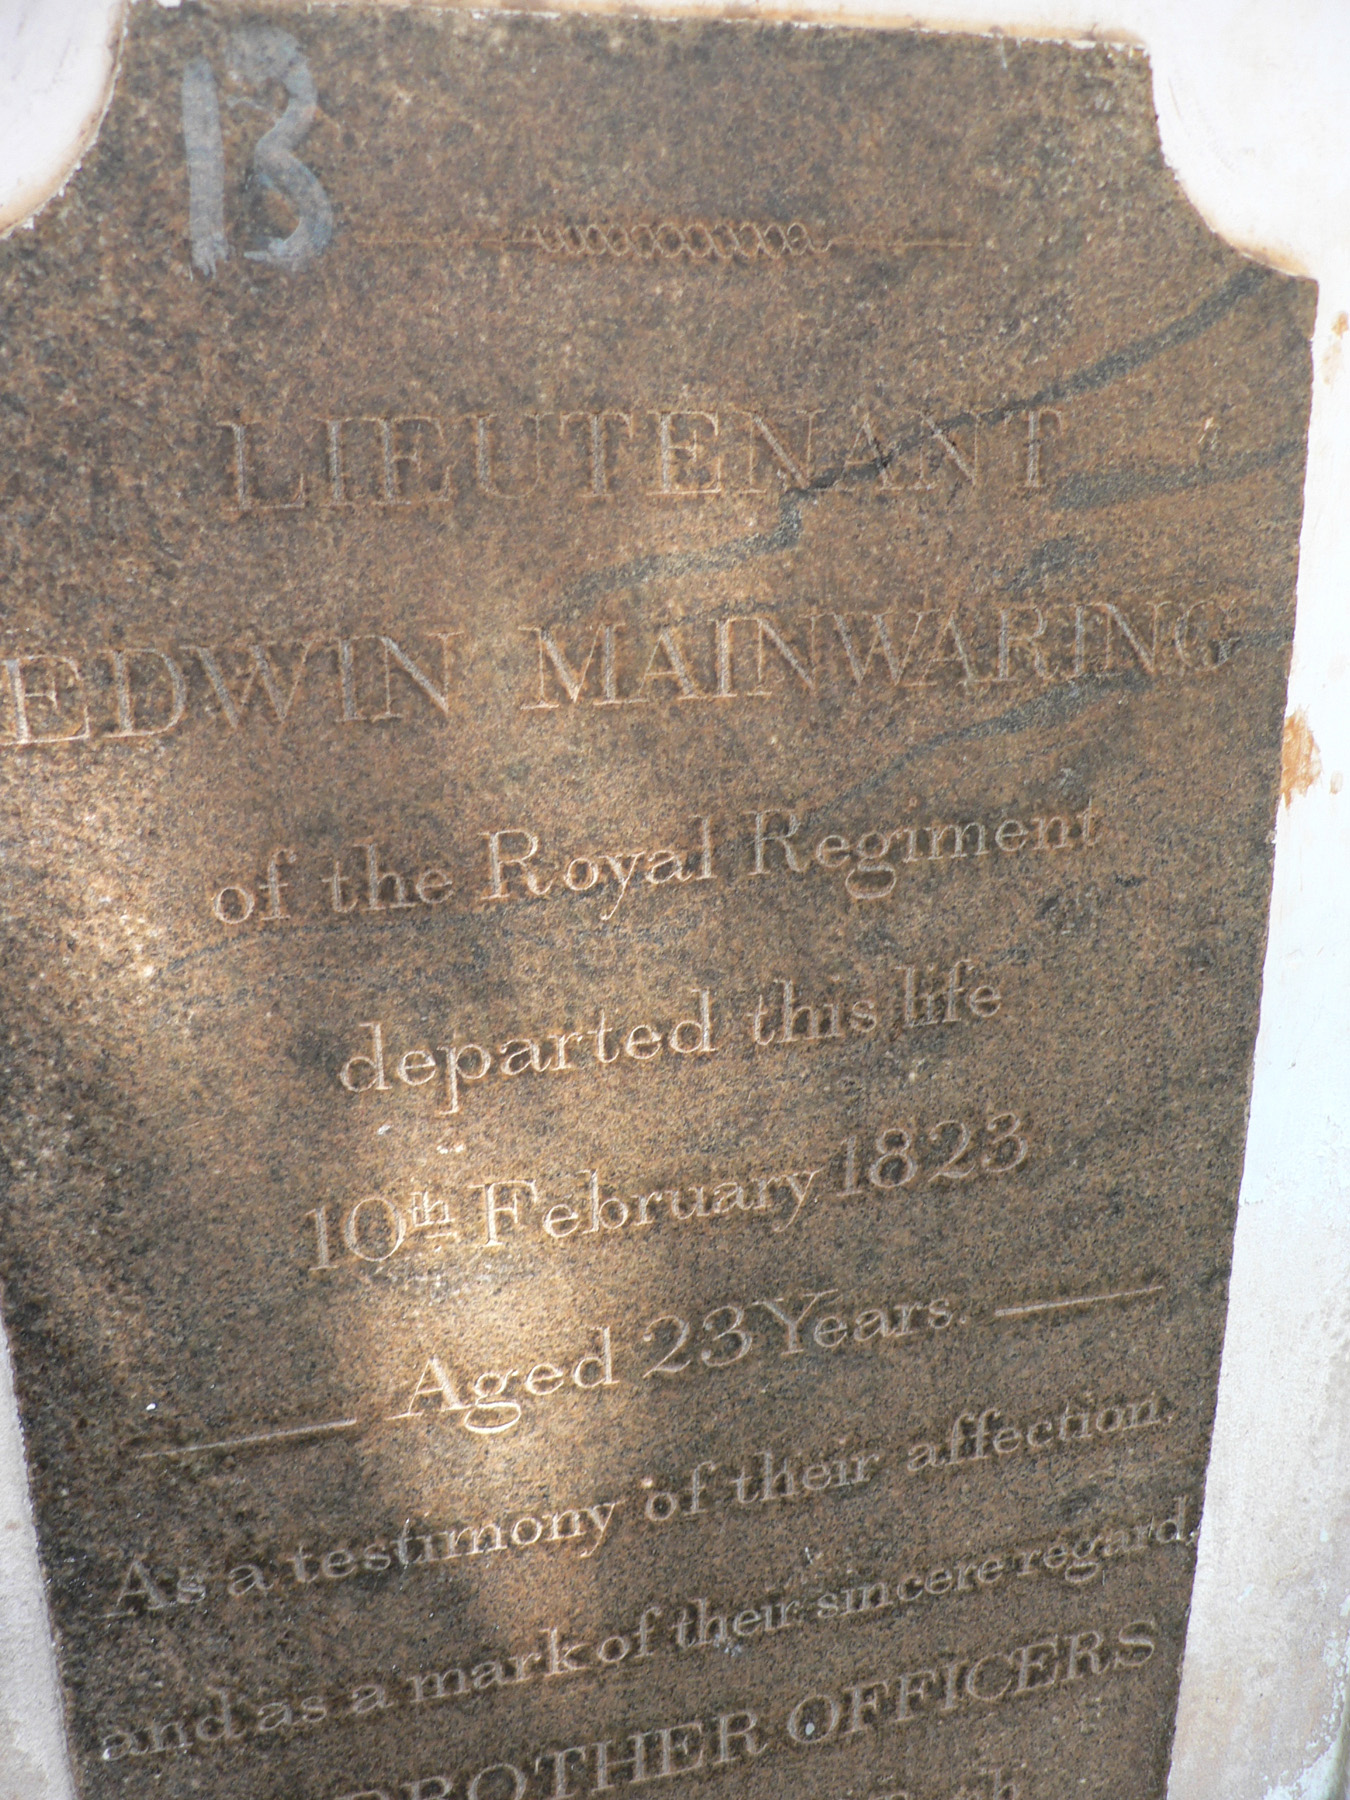 13
LIEUTENANT
EDWIN MAINWARING
of the Royal Regiment
departed this life
10th February 1823
Aged 23 Years.
As a testimony of their affection.
and as a mark of their sincere regard,
BROTHER OFFICERS